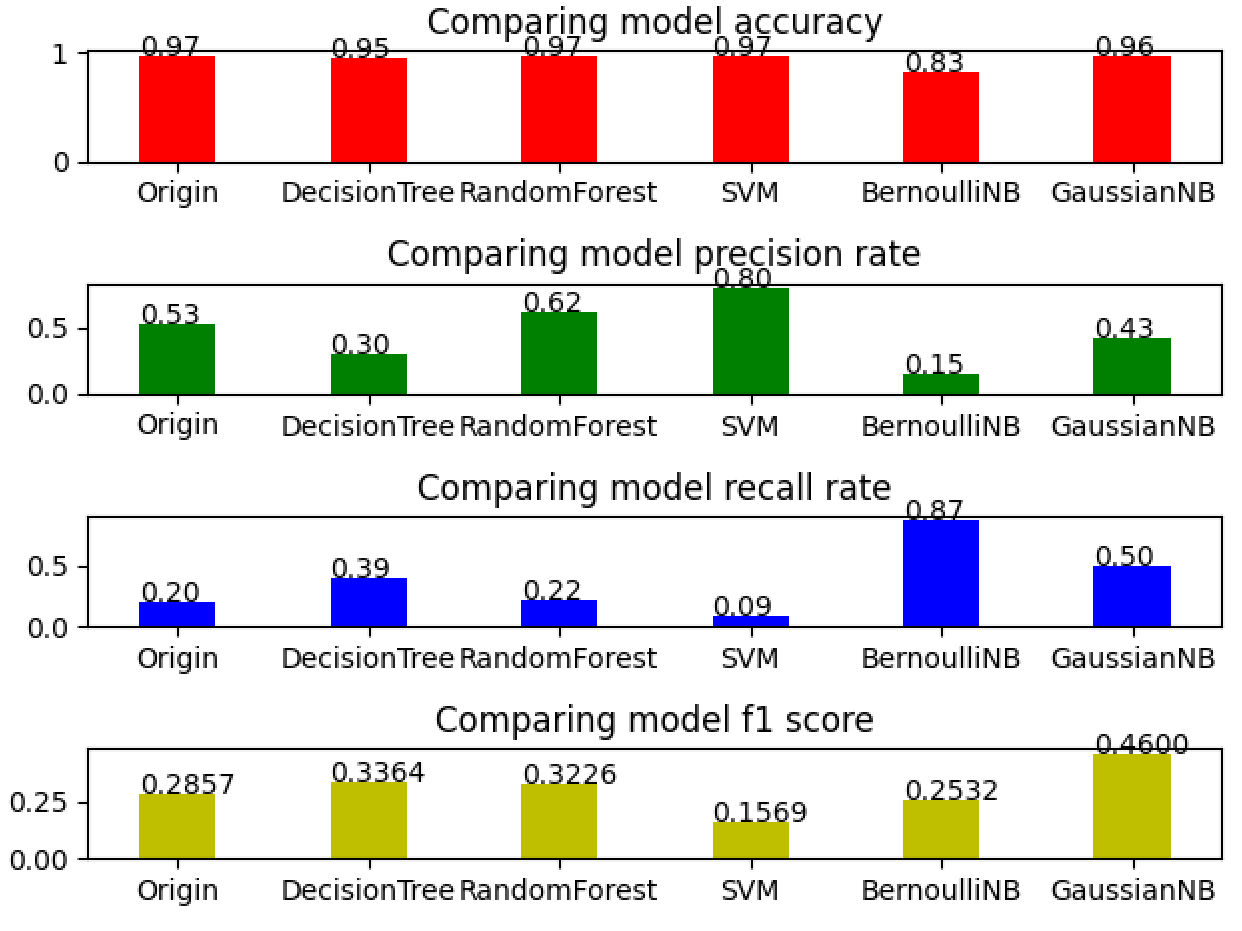 Comparing model accuracy
0.97 0.95 0.97 0.97 0.83 0.96
1
0
Origin DecisionTree RandomForest SVM BernoulliNB GaussianNB
Comparing model precision rate
0.53 0.30 0.62 0.80 0.15 0.43
0.5
0.0
Origin DecisionTree RandomForest SVM BernoulliNB GaussianNB
Comparing model recall rate
0.20 0.39 0.22 0.09 0.87 0.50
0.5
0.0
Origin DecisionTree RandomForest SVM BernoulliNB GaussianNB
Comparing model f1 score
0.2857 0.3364 0.3226 0.1569 0.2532 0.4600
0.25
0.00
Origin DecisionTree RandomForest SVM BernoulliNB GaussianNB